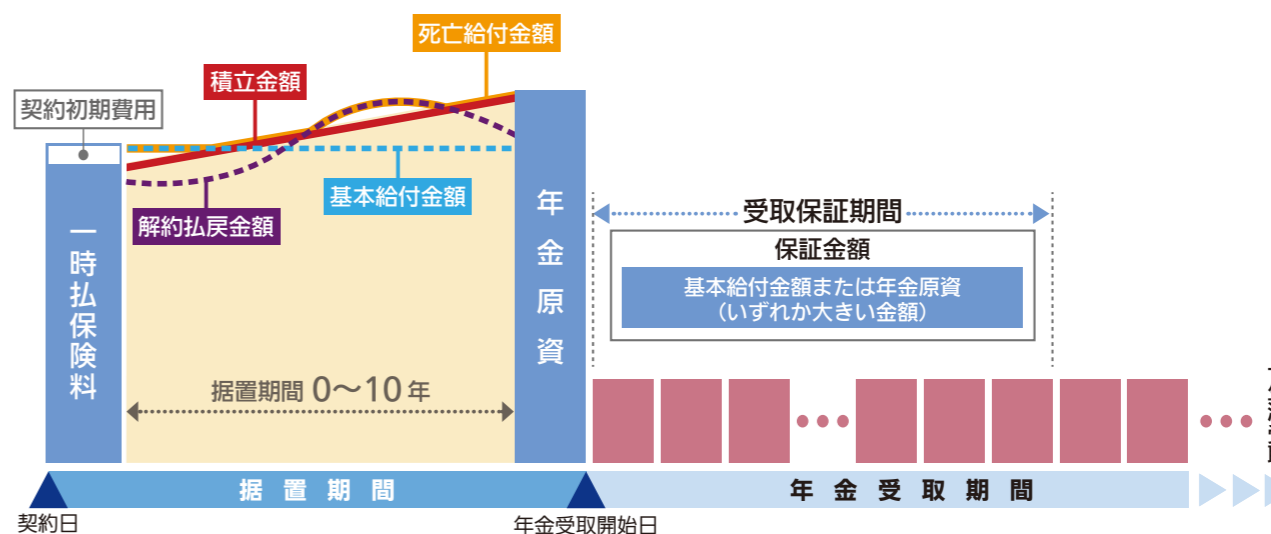 死亡給付金額
積立金額
契約初期費用
基本給付金額
解約払戻金額
一時払保険料
年金原資
受取保証期間
保証金額
基本給付金額または年金原資
(いずれか大きい金額)
据置期間 0〜10年
据置期間
年金受取期間
契約日
年金受取開始日